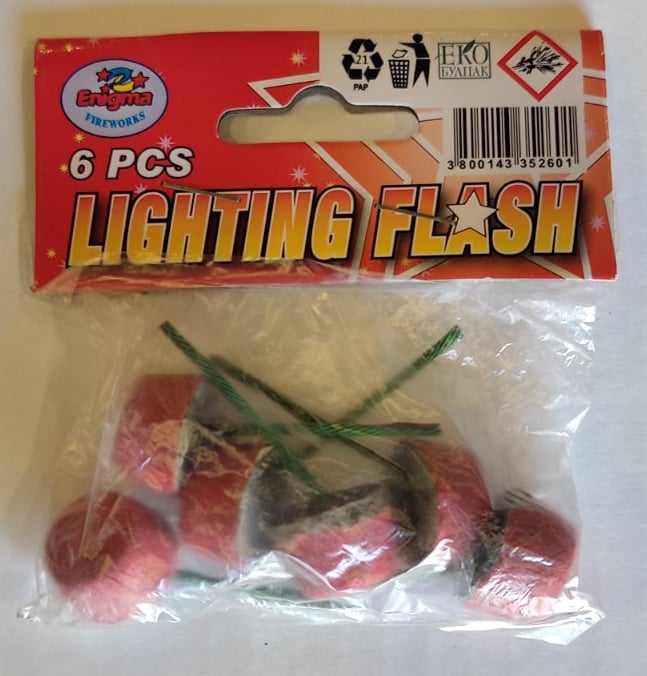 Enigma
FIREWORKS
21
PAP
ЕКО
БУЛПАК
3 800143 352601
6 PCS
LIGHTING FLASH